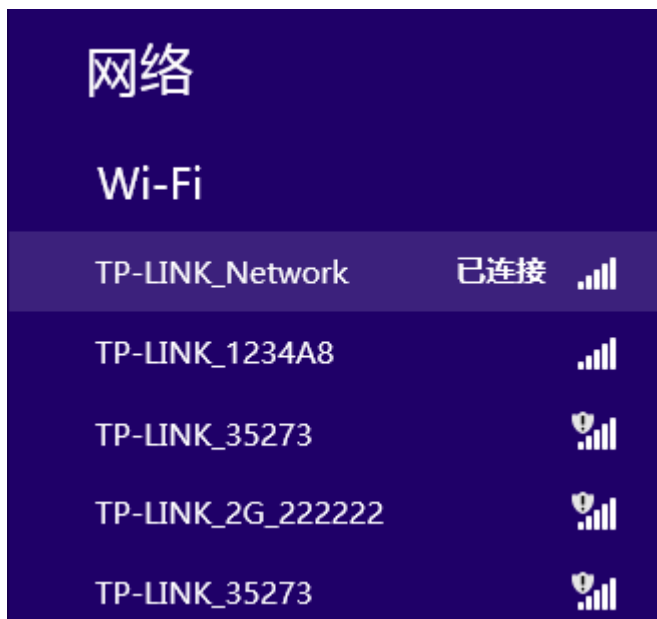 网络
Wi-Fi
TP-LINK_Network 已连接
TP-LINK_1234A8
TP-LINK_35273
TP-LINK_2G_222222
TP-LINK_35273